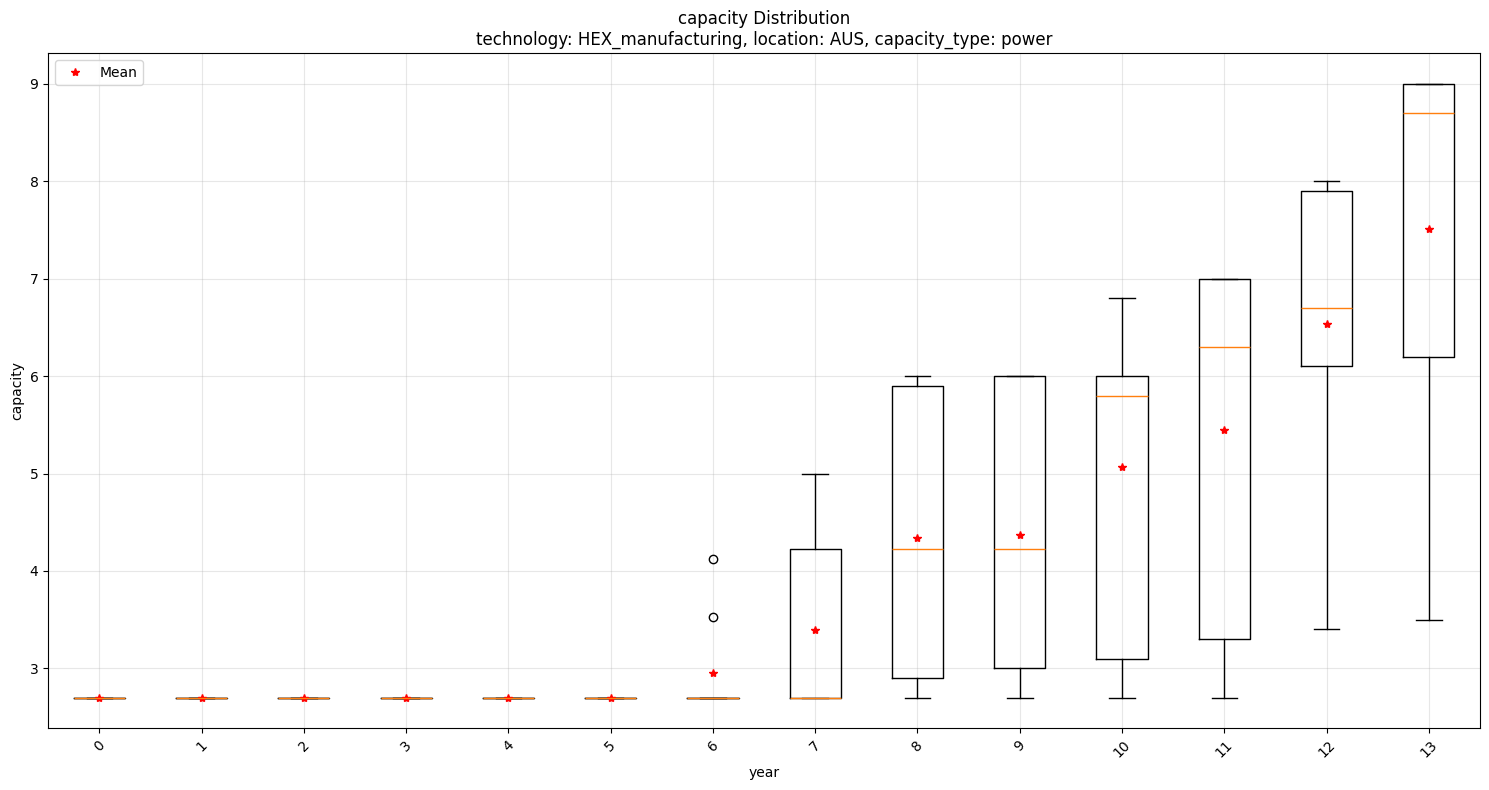 capacity Distribution
technology: HEX_manufacturing, location: AUS, capacity_type: power
Mean
9
8
7
6
5
4
3
capacity
0 1 2 3 4 5 6 7 8 9 10 11 12 13
year